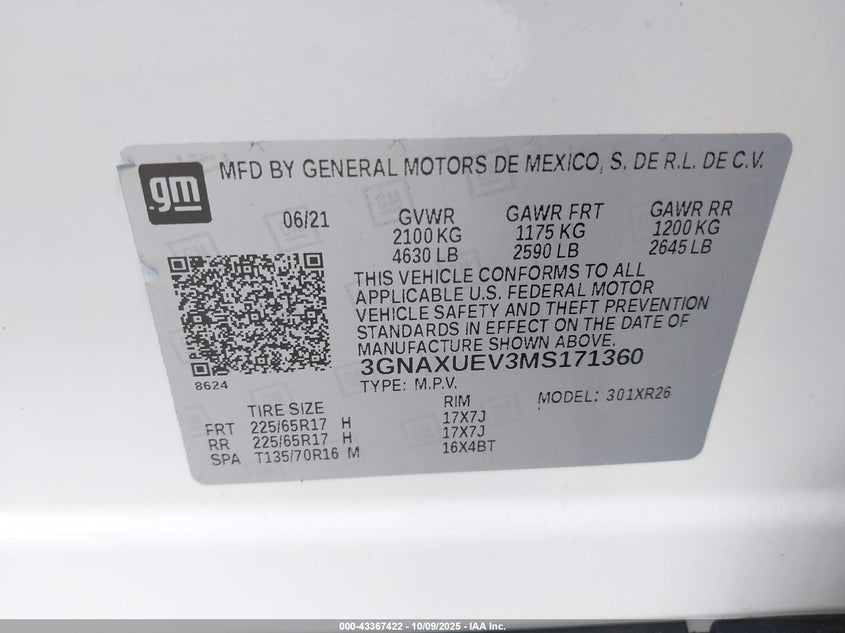 gm
MFD BY GENERAL MOTORS DE MEXICO, S. DE R.L. DE C.V.
06/21 GVWR GAWR FRT GAWR RR
2100 KG 1175 KG 1200 KG
4630 LB 2590 LB 2645 LB
THIS VEHICLE CONFORMS TO ALL
APPLICABLE U.S. FEDERAL MOTOR
VEHICLE SAFETY AND THEFT PREVENTION
STANDARDS IN EFFECT ON THE DATE OF
MANUFACTURE SHOWN ABOVE.
8624
3GNAXUEV3MS171360
TYPE: M.P.V. MODEL: 301XR26
TIRE SIZE RIM
FRT 225/65R17 H 17X7J
RR 225/65R17 H 17X7J
SPA T135/70R16 M 16X4BT
000-43367422 - 10/09/2025 - IAA Inc.